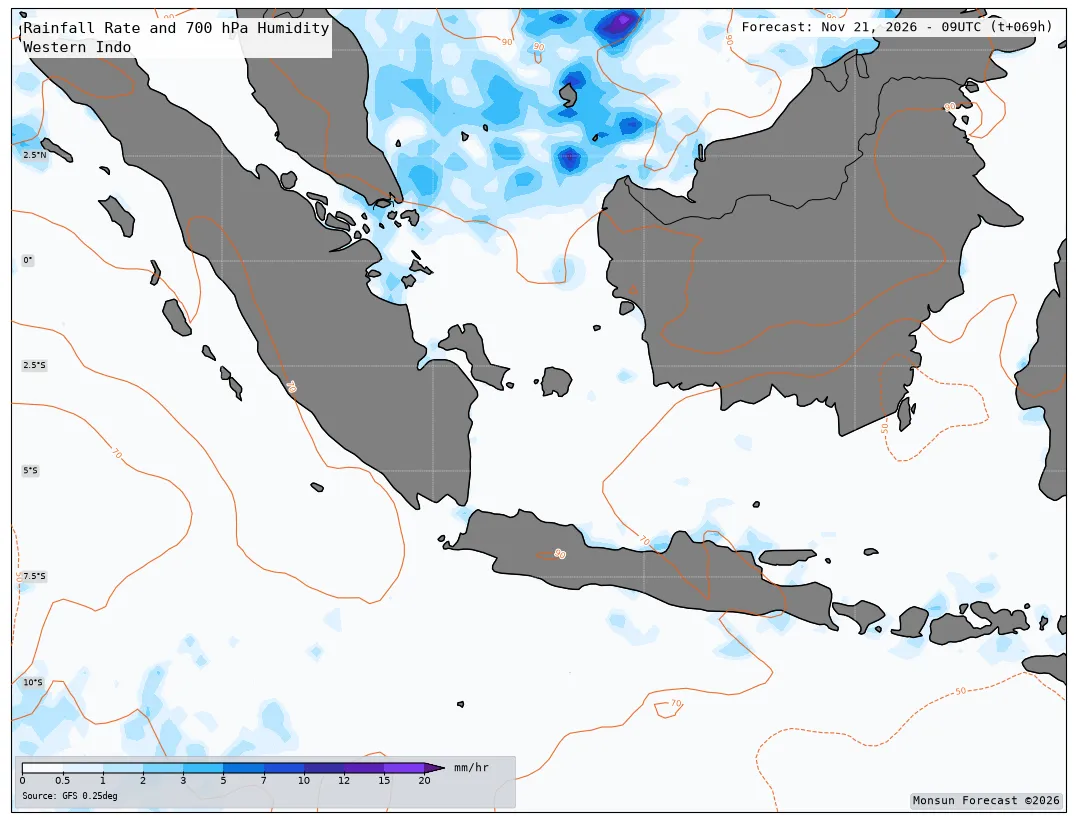 Rainfall Rate and 700 hPa Humidity
Western Indo
Forecast: Nov 21, 2026 - 09UTC (t+069h)
90
90
90
90
2.5°N
0°
2.5°S
70
50
70
5°S
70
90
7.5°S
10°S
50
70
0 0.5 1 2 3 5 7 10 12 15 20 mm/hr
Source: GFS 0.25deg
Monsun Forecast ©2026